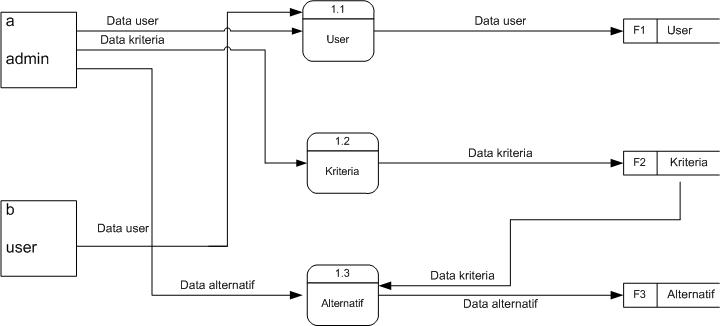 a
admin
Data user
Data kriteria
1.1
User
Data user
F1 User
1.2
Kriteria
Data kriteria
F2 Kriteria
b
user
Data user
Data alternatif
1.3
Alternatif
Data kriteria
Data alternatif
F3 Alternatif